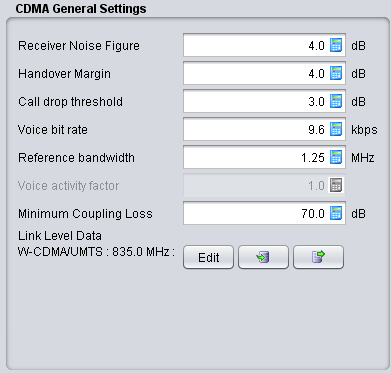 CDMA General Settings
Receiver Noise Figure 4.0 dB
Handover Margin 4.0 dB
Call drop threshold 3.0 dB
Voice bit rate 9.6 kbps
Reference bandwidth 1.25 MHz
Voice activity factor 1.0
Minimum Coupling Loss 70.0 dB
Link Level Data
W-CDMA/UMTS : 835.0 MHz : Edit